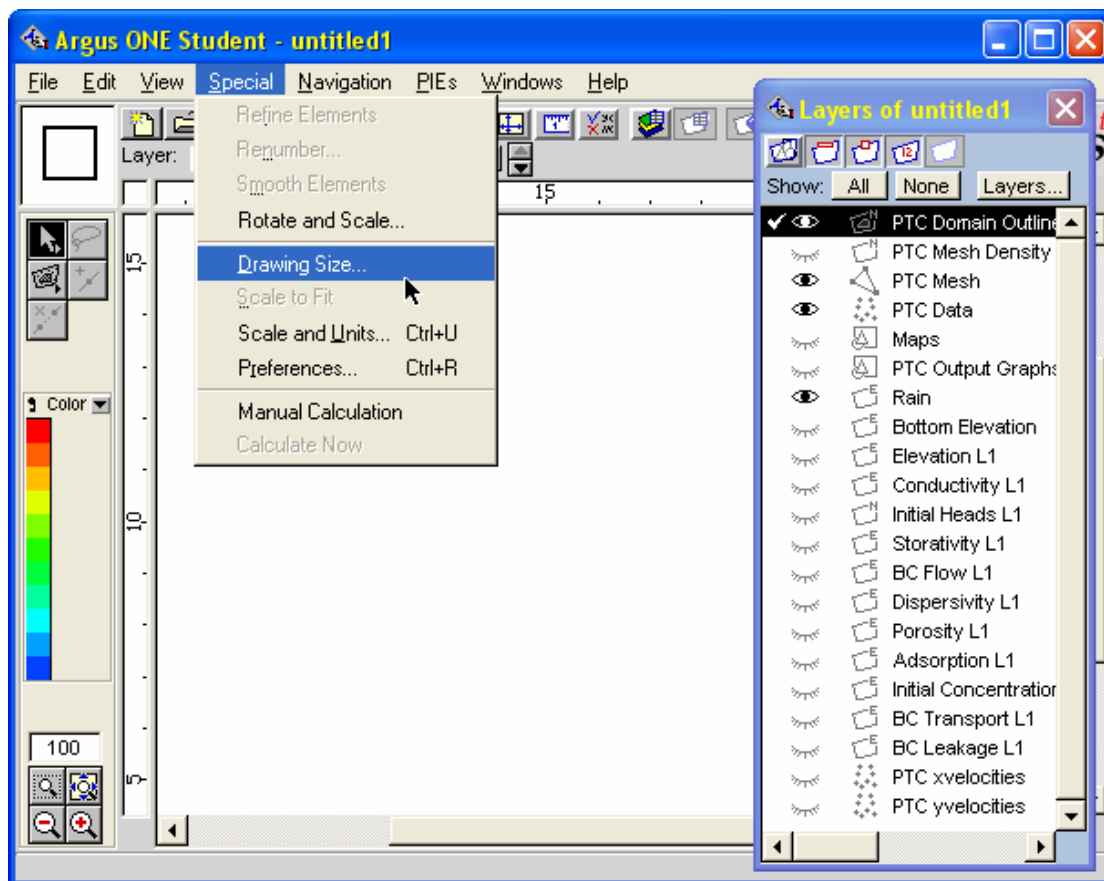 Argus ONE Student - untitled1
File Edit View Special Navigation PIEs Windows Help
Layer:
15
15
10
5
Color
100
Refine Elements
Renumber...
Smooth Elements
Rotate and Scale...
Drawing Size...
Scale to Fit
Scale and Units... Ctrl+U
Preferences... Ctrl+R
Manual Calculation
Calculate Now
Layers of untitled1
12
Show: All None Layers...
PTC Domain Outline
N PTC Mesh Density
PTC Mesh
PTC Data
Maps
PTC Output Graphs
E Rain
E Bottom Elevation
E Elevation L1
E Conductivity L1
N Initial Heads L1
E Storativity L1
E BC Flow L1
E Dispersivity L1
E Porosity L1
E Adsorption L1
E Initial Concentration
E BC Transport L1
E BC Leakage L1
PTC xvelocities
PTC yvelocities